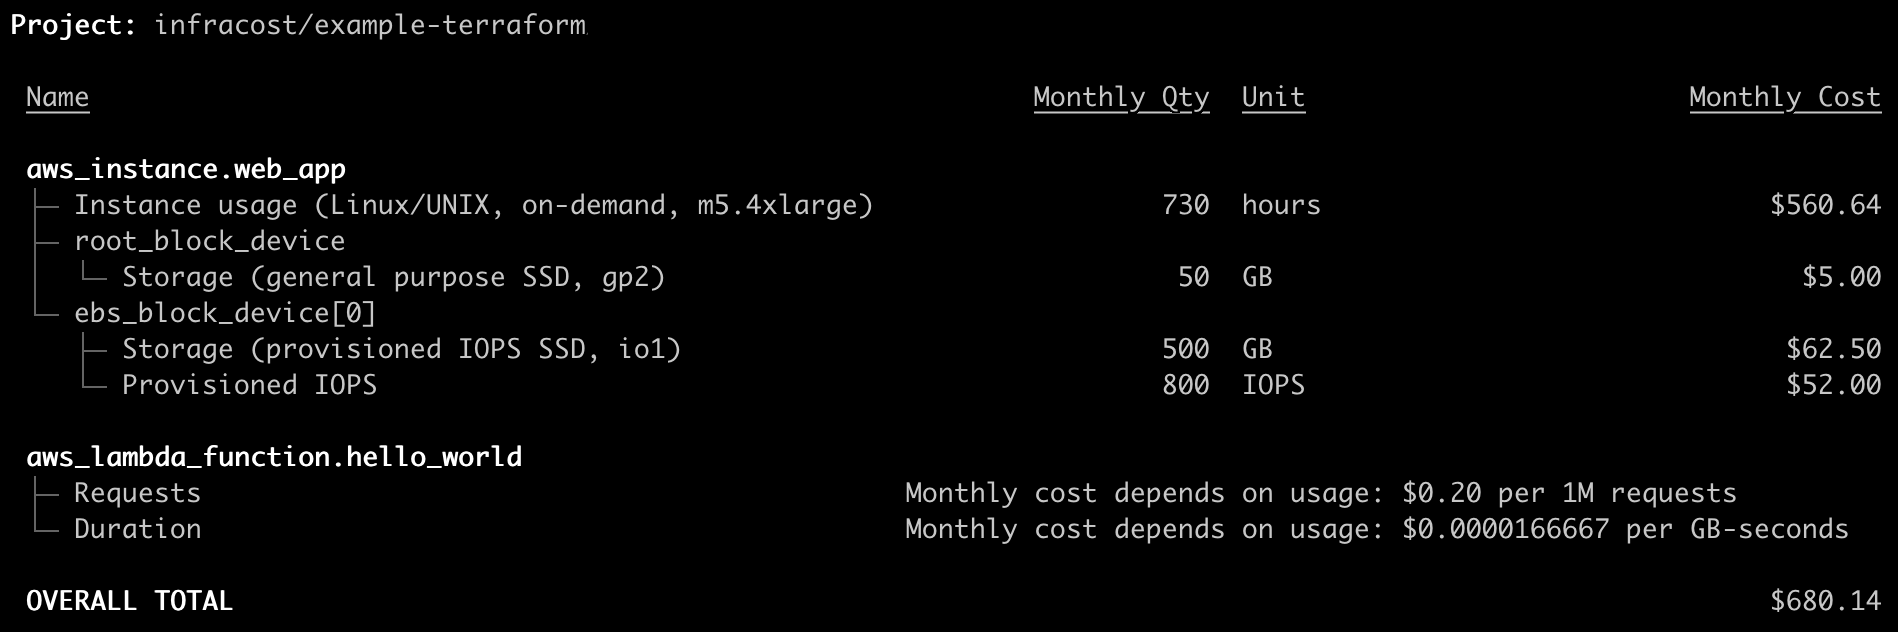 Project: infracost/example-terraform
Name Monthly Qty Unit Monthly Cost
aws_instance.web_app
├─ Instance usage (Linux/UNIX, on-demand, m5.4xlarge) 730 hours $560.64
├─ root_block_device
│  └─ Storage (general purpose SSD, gp2) 50 GB $5.00
└─ ebs_block_device[0]
   ├─ Storage (provisioned IOPS SSD, io1) 500 GB $62.50
   └─ Provisioned IOPS 800 IOPS $52.00
aws_lambda_function.hello_world
├─ Requests Monthly cost depends on usage: $0.20 per 1M requests
└─ Duration Monthly cost depends on usage: $0.0000166667 per GB-seconds
OVERALL TOTAL $680.14